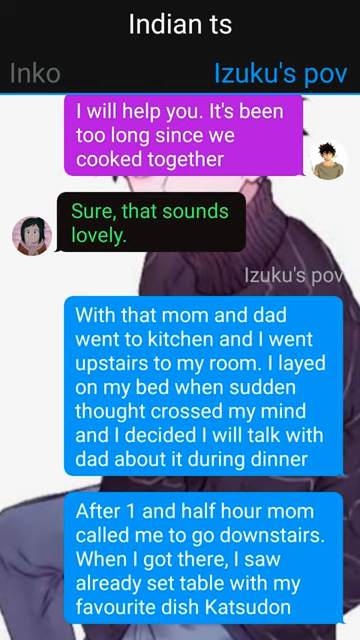 Indian ts
Inko
Izuku's pov
I will help you. It's been
too long since we
cooked together
Sure, that sounds
lovely.
Izuku's pov
With that mom and dad
went to kitchen and I went
upstairs to my room. I layed
on my bed when sudden
thought crossed my mind
and I decided I will talk with
dad about it during dinner
After 1 and half hour mom
called me to go downstairs.
When I got there, I saw
already set table with my
favourite dish Katsudon